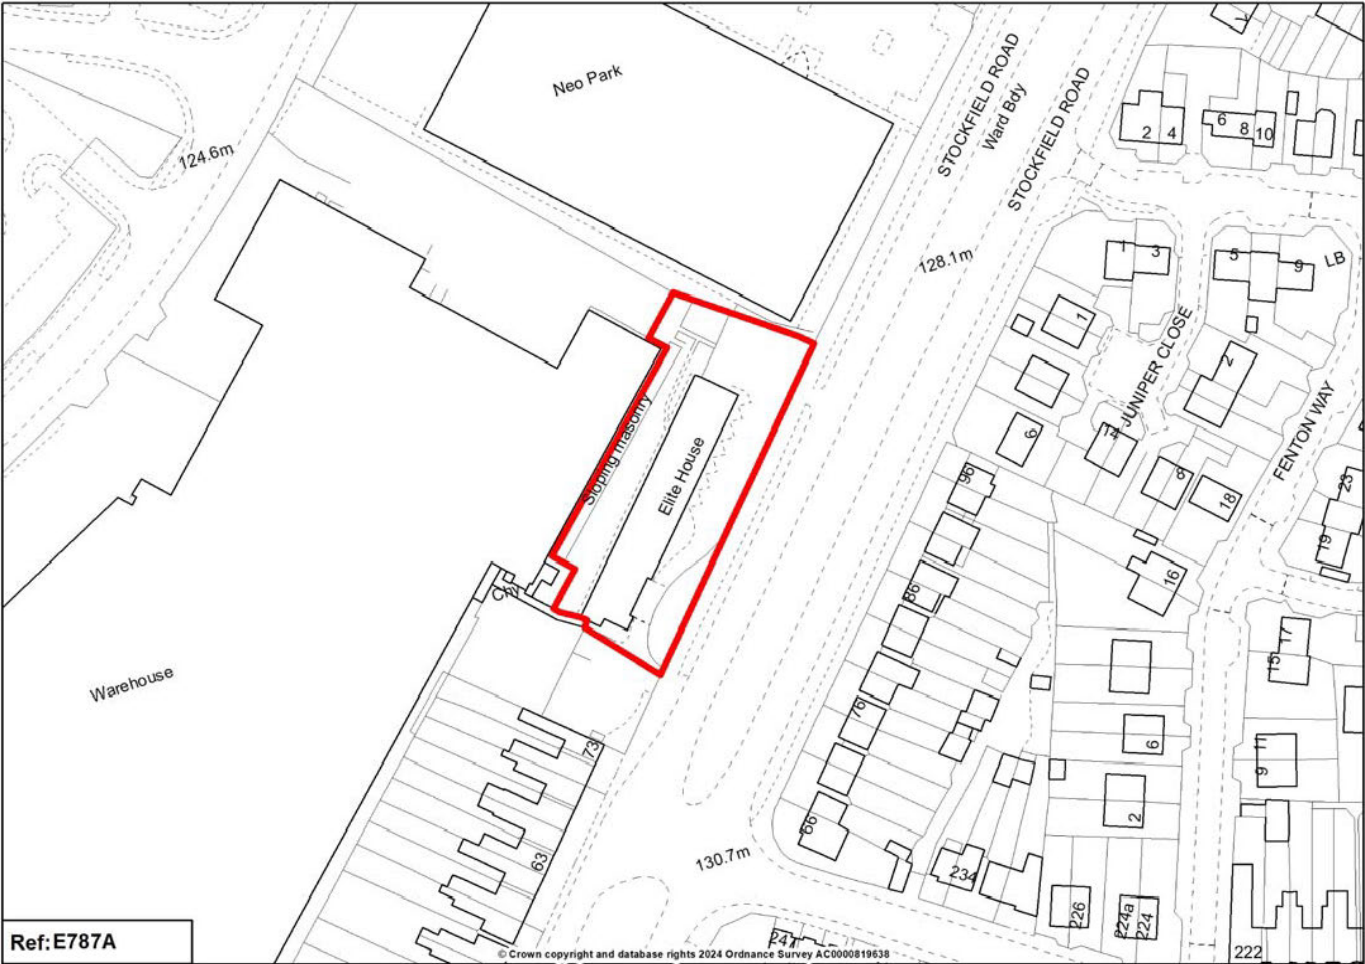 Neo Park
STOCKFIELD ROAD
Ward Bdy
STOCKFIELD ROAD
2
4
6
8
10
124.6m
128.1m
1
3
5
9
LB
1
JUNIPER CLOSE
2
FENTON WAY
6
14
8
18
23
19
96
16
86
Sloping masonry
Elite House
Chy
17
15
Warehouse
76
6
11
9
73
2
66
63
130.7m
234
226
224a
224
222
241
Ref:E787A
© Crown copyright and database rights 2024 Ordnance Survey AC0000819638